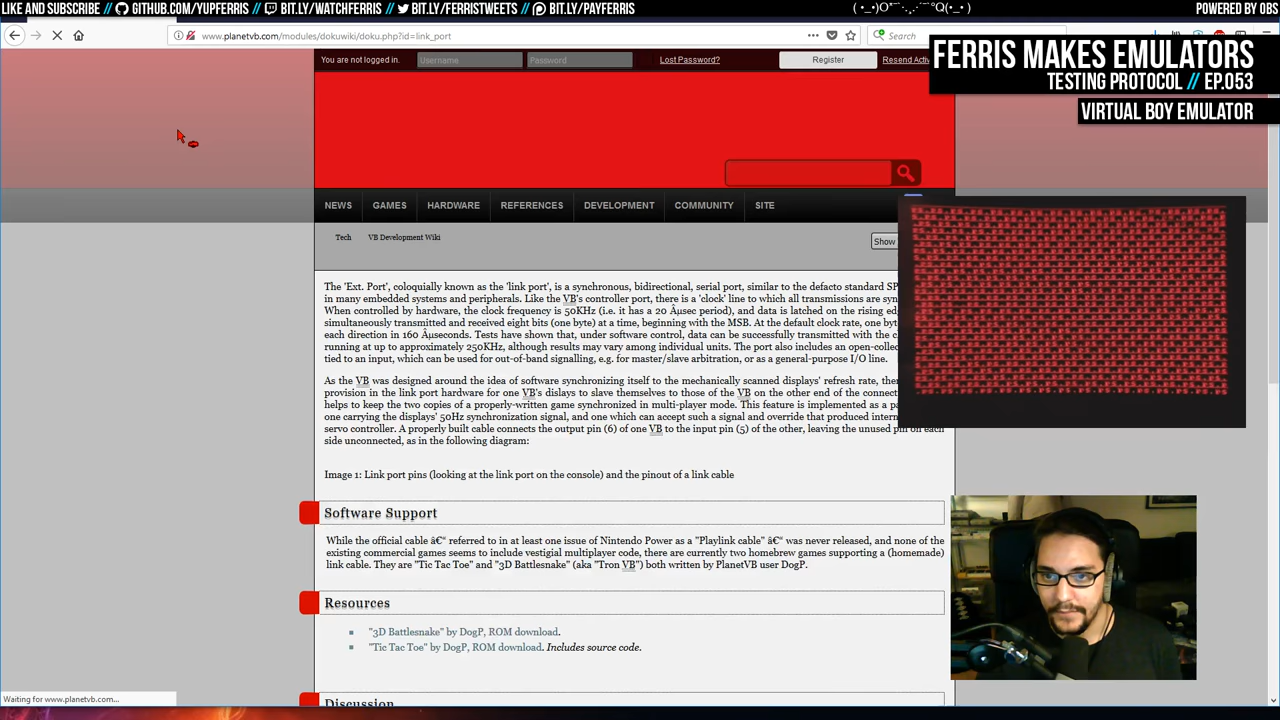 LIKE AND SUBSCRIBE // GITHUB.COM/YUPFERRIS // BIT.LY/WATCHFERRIS // BIT.LY/FERRISTWEETS // BIT.LY/PAYFERRIS
POWERED BY OBS
www.planetvb.com/modules/dokuwiki/doku.php?id=link_port
Search
FERRIS MAKES EMULATORS
TESTING PROTOCOL // EP.053
VIRTUAL BOY EMULATOR
You are not logged in. Username Password Lost Password? Register Resend
NEWS GAMES HARDWARE REFERENCES DEVELOPMENT COMMUNITY SITE
Tech VB Development Wiki Show
The 'Ext. Port', coloquially known as the 'link port', is a synchronous, bidirectional, serial port, similar to the defacto standard
in many embedded systems and peripherals. Like the VB's controller port, there is a 'clock' line to which all transmissions are
When controlled by hardware, the clock frequency is 50KHz (i.e. it has a 20 Âµsec period), and data is latched on the rising
simultaneously transmitted and received eight bits (one byte) at a time, beginning with the MSB. At the default clock rate, one
each direction in 160 Âµseconds. Tests have shown that, under software control, data can be successfully transmitted with the
running at up to approximately 250KHz, although results may vary among individual units. The port also includes an
tied to an input, which can be used for out-of-band signalling, e.g. for master/slave arbitration, or as a general-purpose I/O line.
As the VB was designed around the idea of software synchronizing itself to the mechanically scanned displays' refresh rate,
provision in the link port hardware for one VB's dislays to slave themselves to those of the VB on the other end of the
helps to keep the two copies of a properly-written game synchronized in multi-player mode. This feature is implemented as a
one carrying the displays' 50Hz synchronization signal, and one which can accept such a signal and override that produced
servo controller. A properly built cable connects the output pin (6) of one VB to the input pin (5) of the other, leaving the unused pin on each
side unconnected, as in the following diagram:
Image 1: Link port pins (looking at the link port on the console) and the pinout of a link cable
Software Support
While the official cable â€“ referred to in at least one issue of Nintendo Power as a "Playlink cable" â€“ was never released, and none of the
existing commercial games seems to include vestigial multiplayer code, there are currently two homebrew games supporting a (homemade)
link cable. They are "Tic Tac Toe" and "3D Battlesnake" (aka "Tron VB") both written by PlanetVB user DogP.
Resources
"3D Battlesnake" by DogP, ROM download.
"Tic Tac Toe" by DogP, ROM download. Includes source code.
Discussion
Waiting for www.planetvb.com...